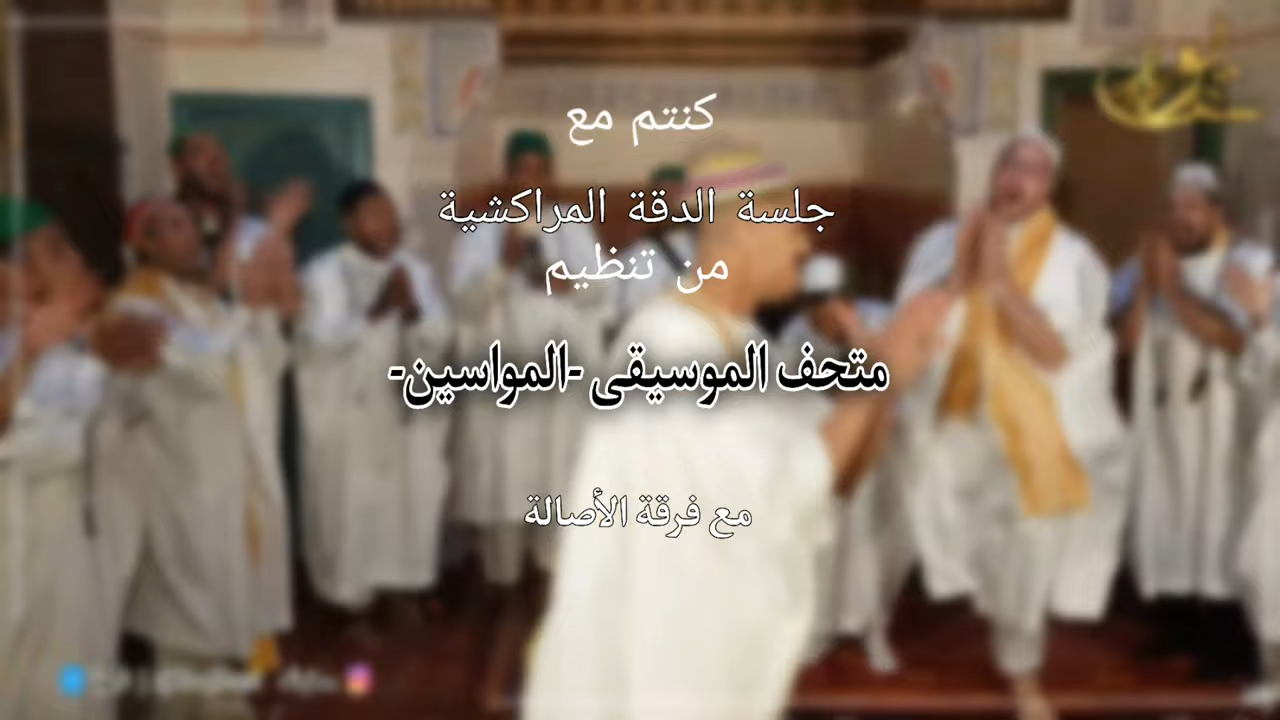 كنتم مع
جلسة الدقة المراكشية
من تنظيم
متحف الموسيقى -المواسين-
مع فرقة الأصالة